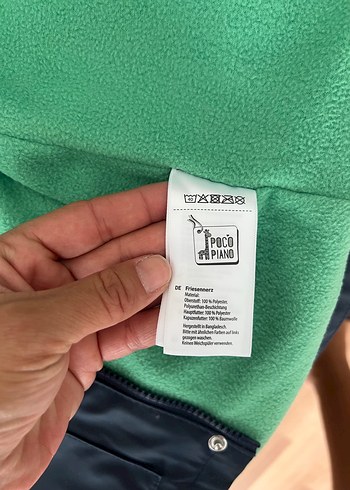 POCO
PIANO
DE Friesennerz
Material:
Oberstoff: 100 % Polyester,
Polyurethan-Beschichtung
Hauptfutter: 100 % Polyester
Kapuzenfutter: 100 % Baumwolle
Hergestellt in Bangladesch.
Bitte mit ähnlichen Farben auf links
gezogen waschen.
Keinen Weichspüler verwenden.